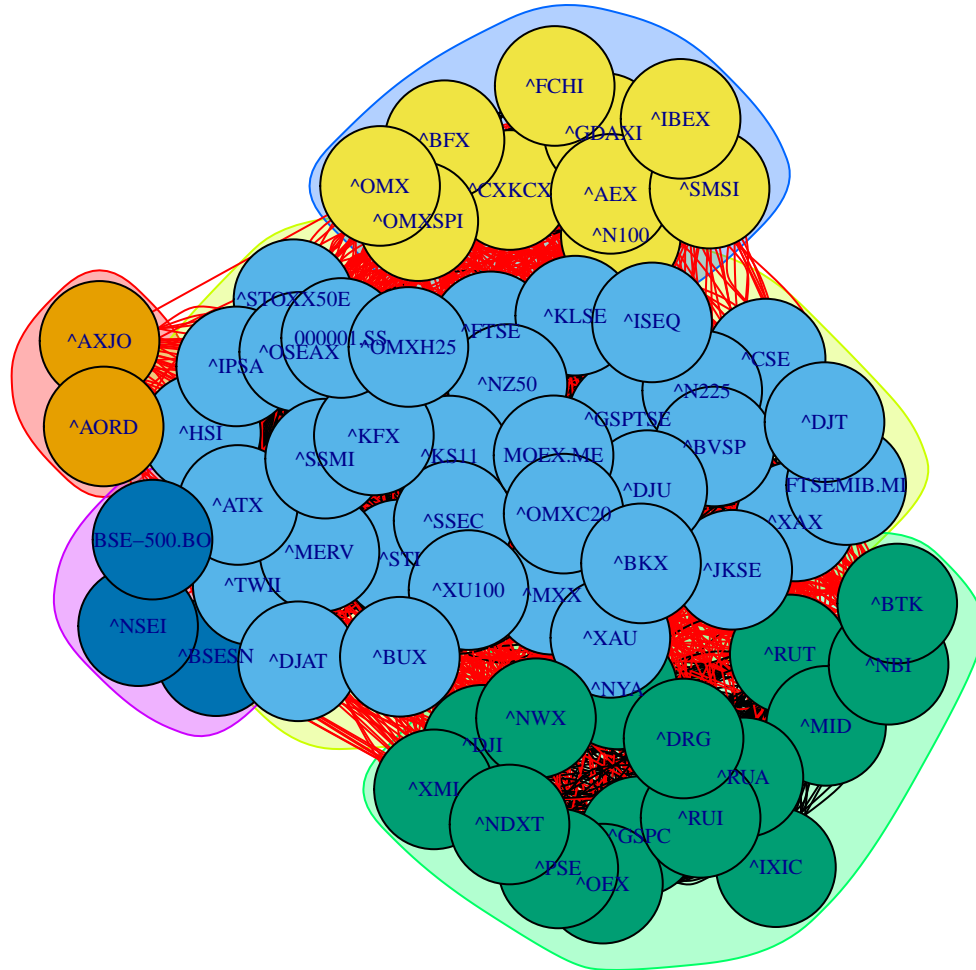 ^FCHI
^IBEX
^GDAXI
^BFX
^OMX
^CXKCX
^AEX
^SMSI
^OMXSPI
^N100
^STOXX50E
^KLSE
^ISEQ
^FTSE
000001.SS
^AXJO
^OMXH25
^OSEAX
^CSE
^IPSA
^NZ50
^N225
^GSPTSE
^DJT
^AORD
^HSI
^KFX
^BVSP
^SSMI
^KS11
MOEX.ME
^DJU
FTSEMIB.MI
^ATX
^SSEC
^OMXC20
^XAX
BSE-500.BO
^MERV
^STI
^BKX
^JKSE
^TWII
^XU100
^MXX
^BTK
^NSEI
^XAU
^BSESN
^DJAT
^BUX
^RUT
^NBI
^NYA
^NWX
^MID
^DRG
^DJI
^RUA
^XMI
^RUI
^NDXT
^GSPC
^PSE
^IXIC
^OEX